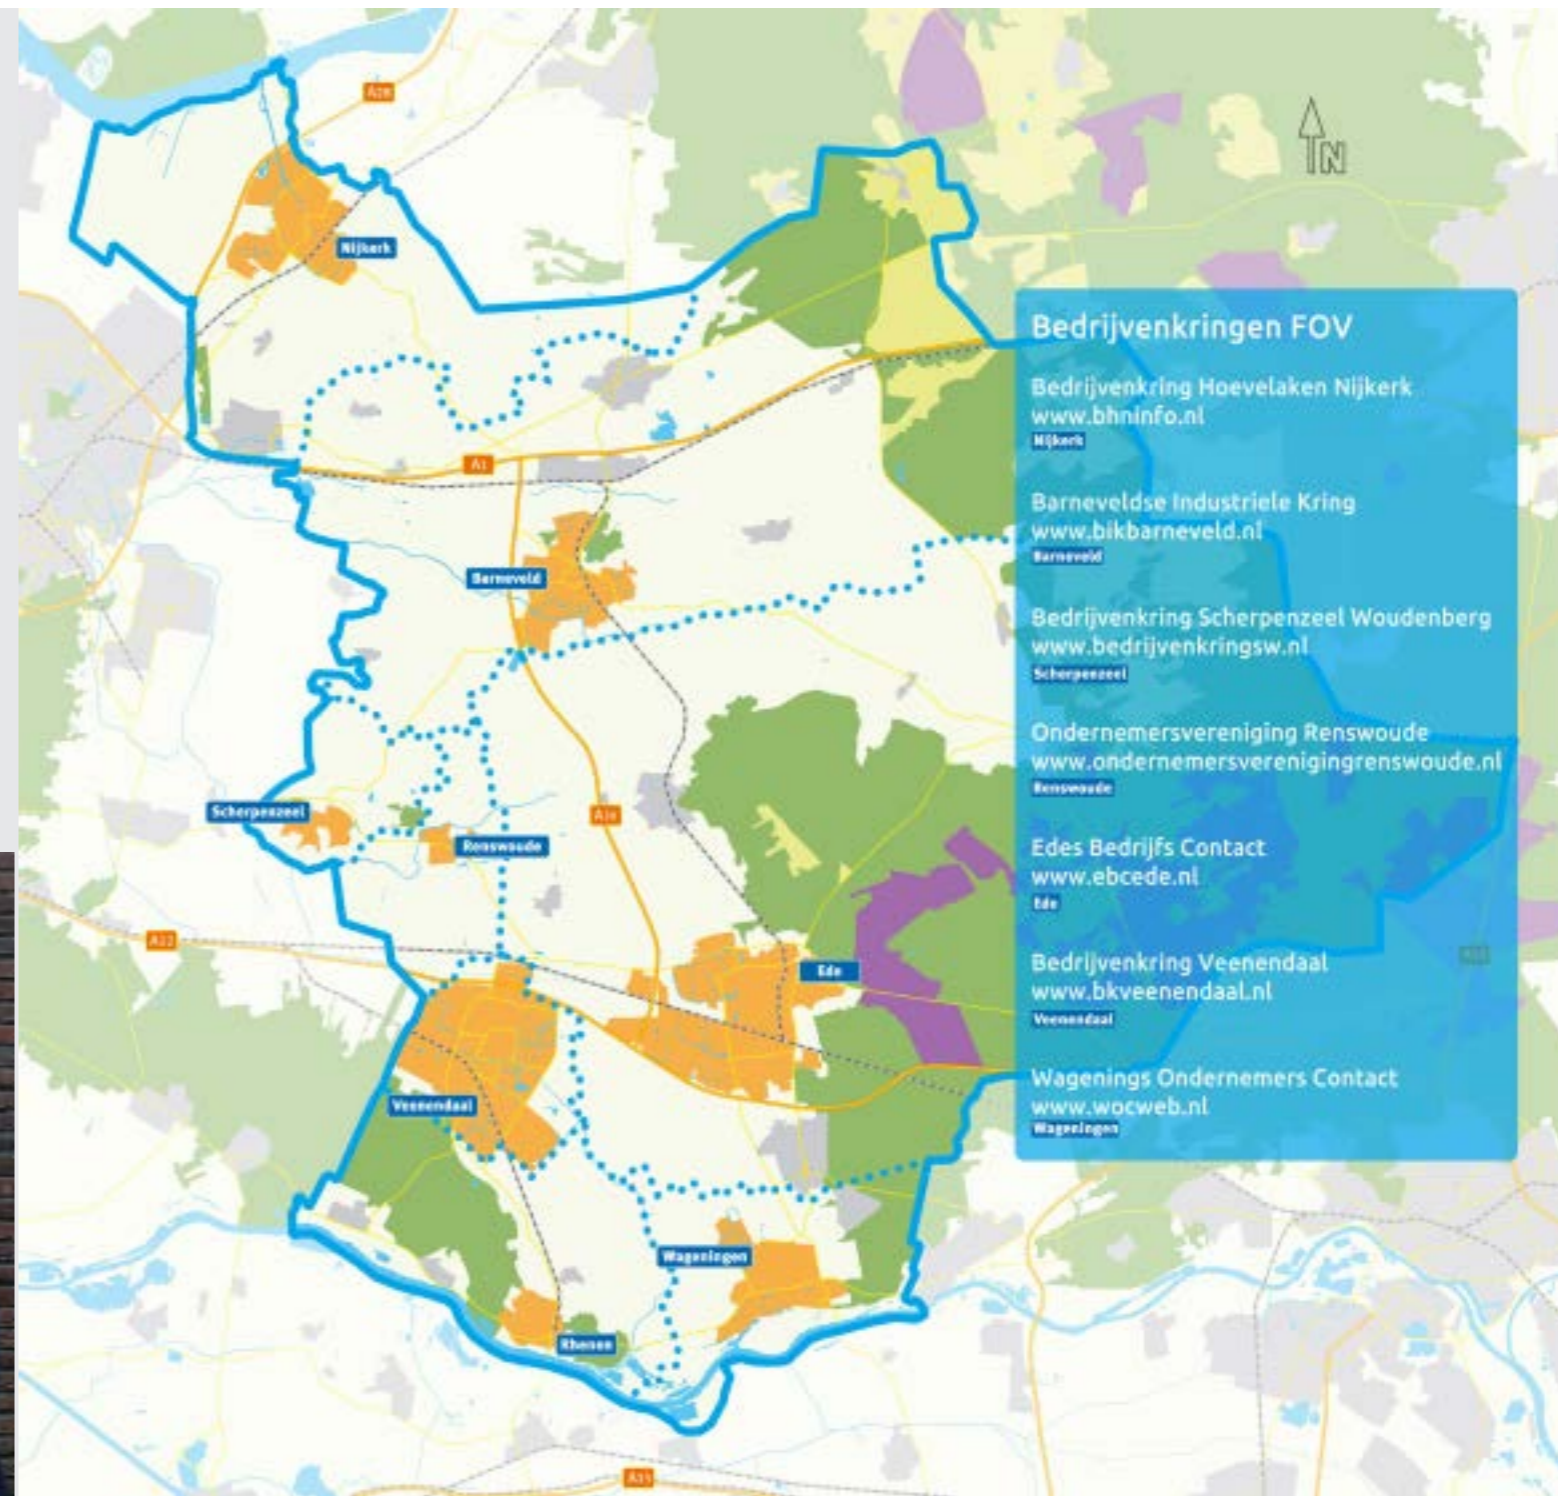 A28
N
Nijkerk
Bedrijvenkringen FOV
Bedrijvenkring Hoevelaken Nijkerk
www.bhninfo.nl
Nijkerk
A1
Barneveldse Industriele Kring
www.bikbarneveld.nl
Barneveld
Barneveld
Bedrijvenkring Scherpenzeel Woudenberg
www.bedrijvenkringsw.nl
Scherpenzeel
Ondernemersvereniging Renswoude
www.ondernemersverenigingrenswoude.nl
Renswoude
Scherpenzeel
A30
Renswoude
Edes Bedrijfs Contact
www.ebcede.nl
Ede
A12
Ede
Bedrijvenkring Veenendaal
www.bkveenendaal.nl
Veenendaal
Veenendaal
Wagenings Ondernemers Contact
www.wocweb.nl
Wageningen
Wageningen
Rhenen
A15